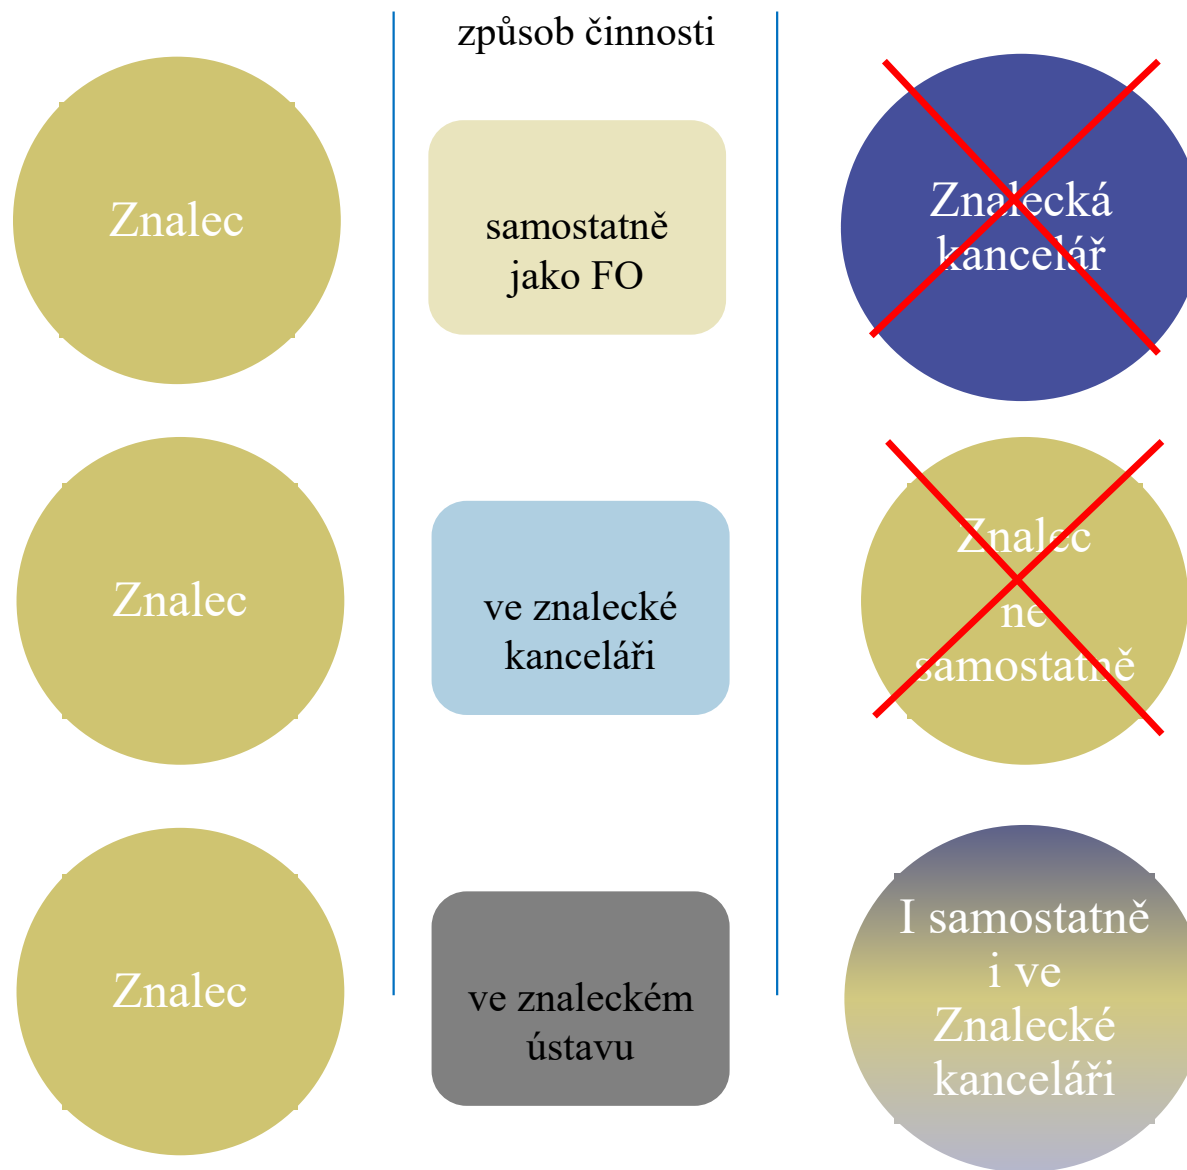 způsob činnosti
Znalec
samostatně
jako FO
Znalecká
kancelář
Znalec
ve znalecké
kanceláři
Znalec
ne
samostatně
Znalec
ve znaleckém
ústavu
I samostatně
i ve
Znalecké
kanceláři